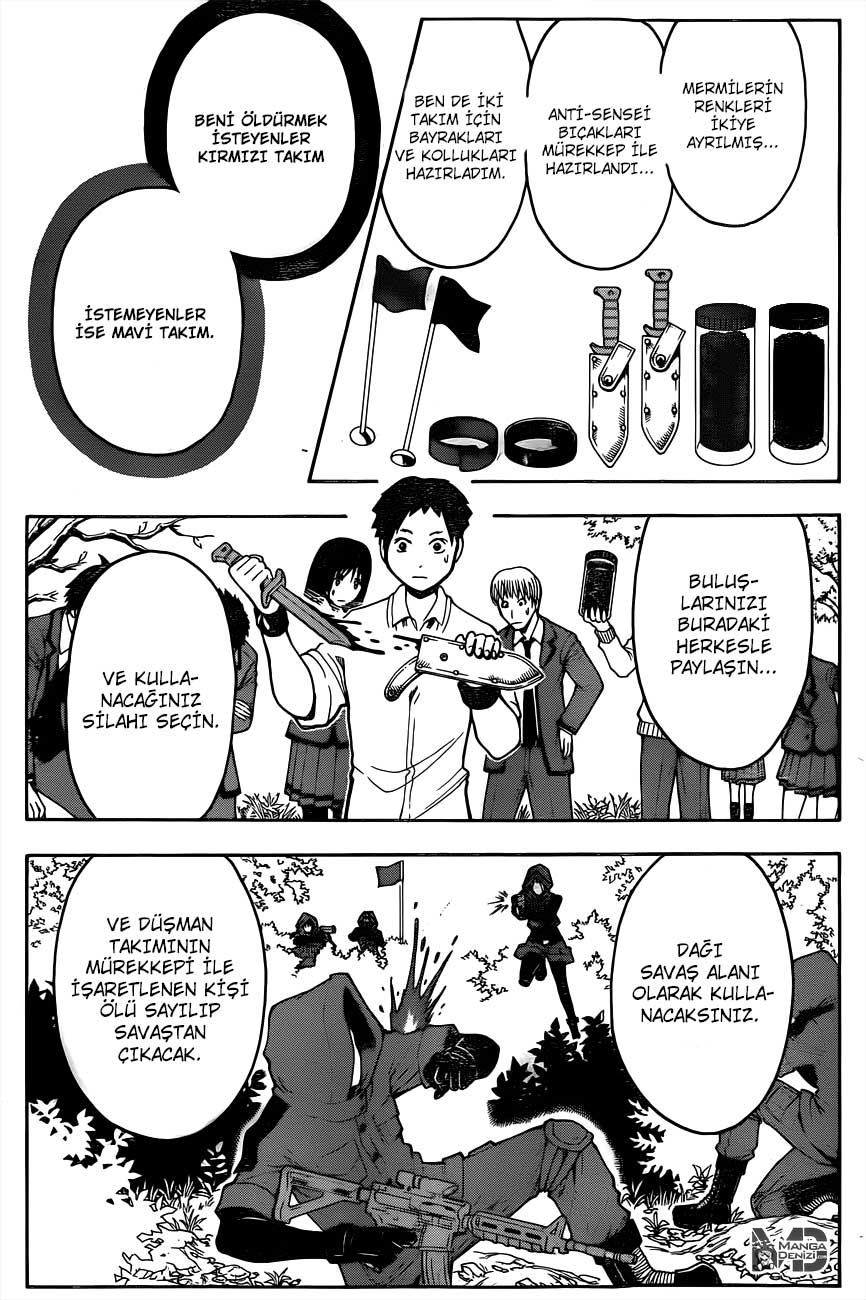 MERMİLERİN
RENKLERİ
İKİYE
AYRILMIŞ...
ANTİ-SENSEİ
BIÇAKLARI
MÜREKKEP İLE
HAZIRLANDI...
BEN DE İKİ
TAKIM İÇİN
BAYRAKLARI
VE KOLLUKLARI
HAZIRLADIM.
BENİ ÖLDÜRMEK
İSTEYENLER
KIRMIZI TAKIM
İSTEMEYENLER
İSE MAVİ TAKIM.
BULUŞ-
LARINIZI
BURADAKİ
HERKESLE
PAYLAŞIN...
VE KULLA-
NACAĞINIZ
SİLAHI SEÇİN.
DAĞI
SAVAŞ ALANI
OLARAK KULLA-
NACAKSINIZ.
VE DÜŞMAN
TAKIMININ
MÜREKKEPİ İLE
İŞARETLENEN KİŞİ
ÖLÜ SAYILIP
SAVAŞTAN
ÇIKACAK.
MD
MANGA
DENİZİ